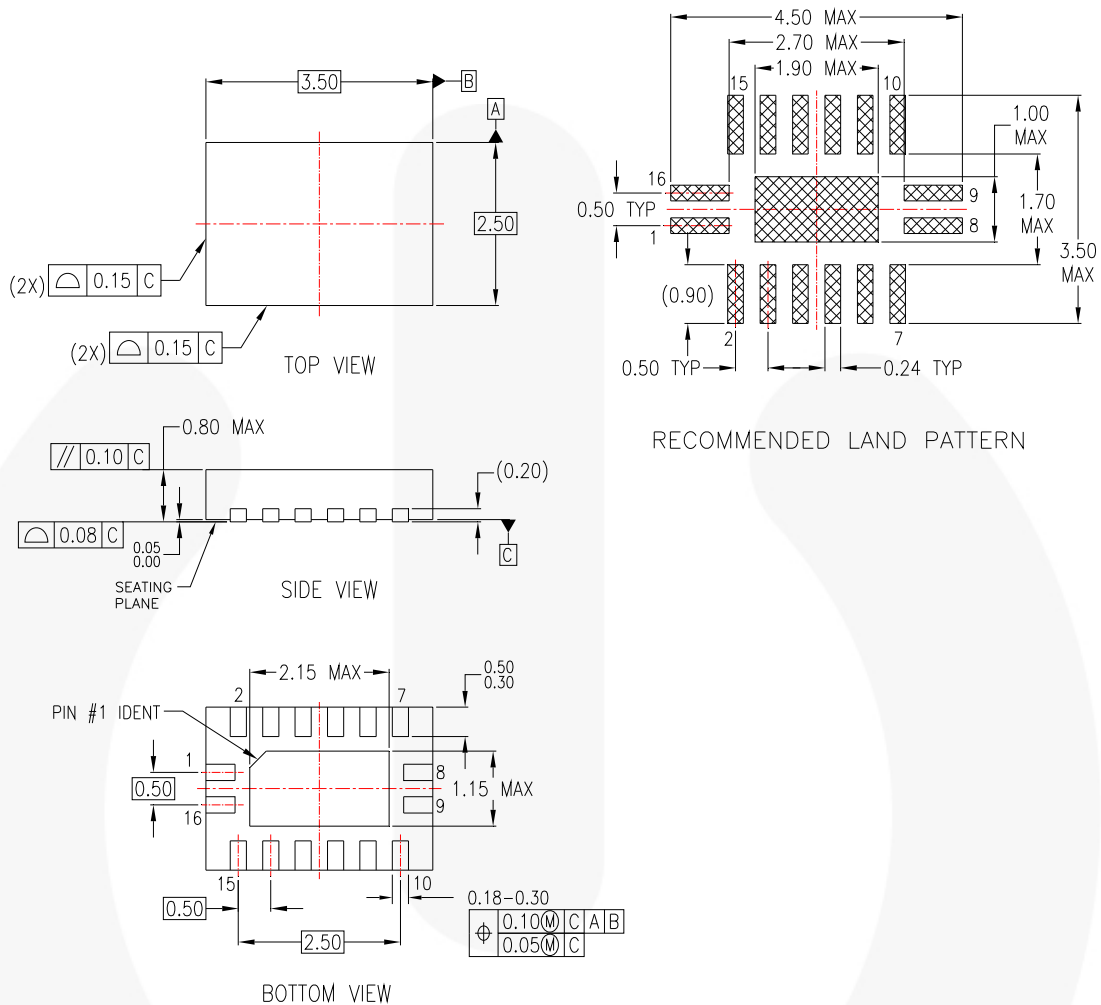 3.50
B
A
2.50
(2X) ⌓ 0.15 C
(2X) ⌓ 0.15 C
TOP VIEW
4.50 MAX
2.70 MAX
1.90 MAX
15
10
1.00
MAX
16
9
0.50 TYP
1.70
MAX
1
8
3.50
MAX
(0.90)
2
7
0.50 TYP
0.24 TYP
RECOMMENDED LAND PATTERN
0.80 MAX
// 0.10 C
(0.20)
⌓ 0.08 C
0.05
0.00
C
SEATING
PLANE
SIDE VIEW
2.15 MAX
0.50
0.30
2
7
PIN #1 IDENT
1
8
0.50
1.15 MAX
16
9
15
10
0.50
0.18-0.30
2.50
⌖ 0.10Ⓜ C A B
0.05Ⓜ C
BOTTOM VIEW